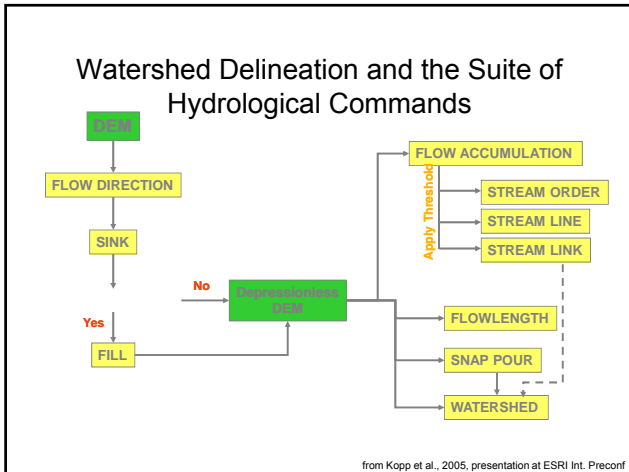 Watershed Delineation and the Suite of
Hydrological Commands
DEM
FLOW DIRECTION
SINK
No
Yes
FILL
Depressionless
DEM
FLOW ACCUMULATION
Apply Threshold
STREAM ORDER
STREAM LINE
STREAM LINK
FLOWLENGTH
SNAP POUR
WATERSHED
from Kopp et al., 2005, presentation at ESRI Int. Preconf